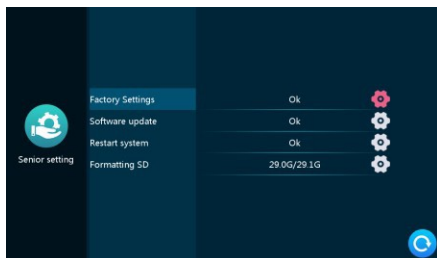 Factory Settings Ok
Software update Ok
Restart system Ok
Senior setting
Formatting SD 29.0G/29.1G